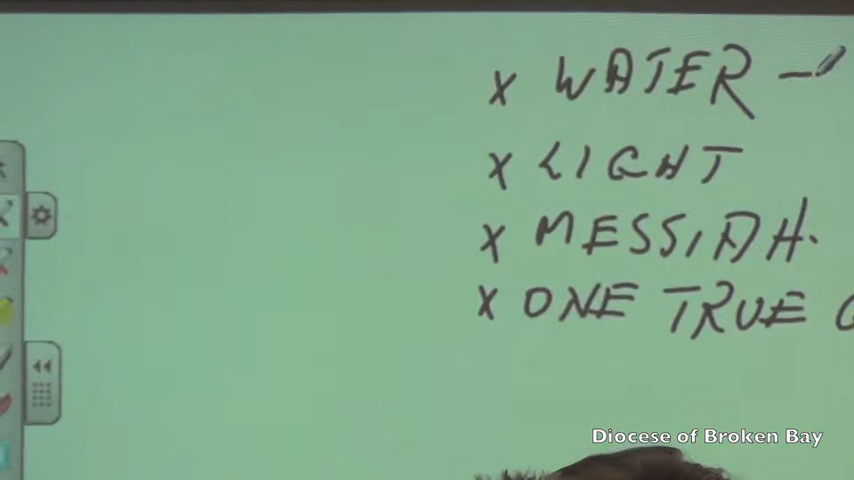 x WATER -
x LIGHT
x MESSIAH.
x ONE TRUE G
Diocese of Broken Bay